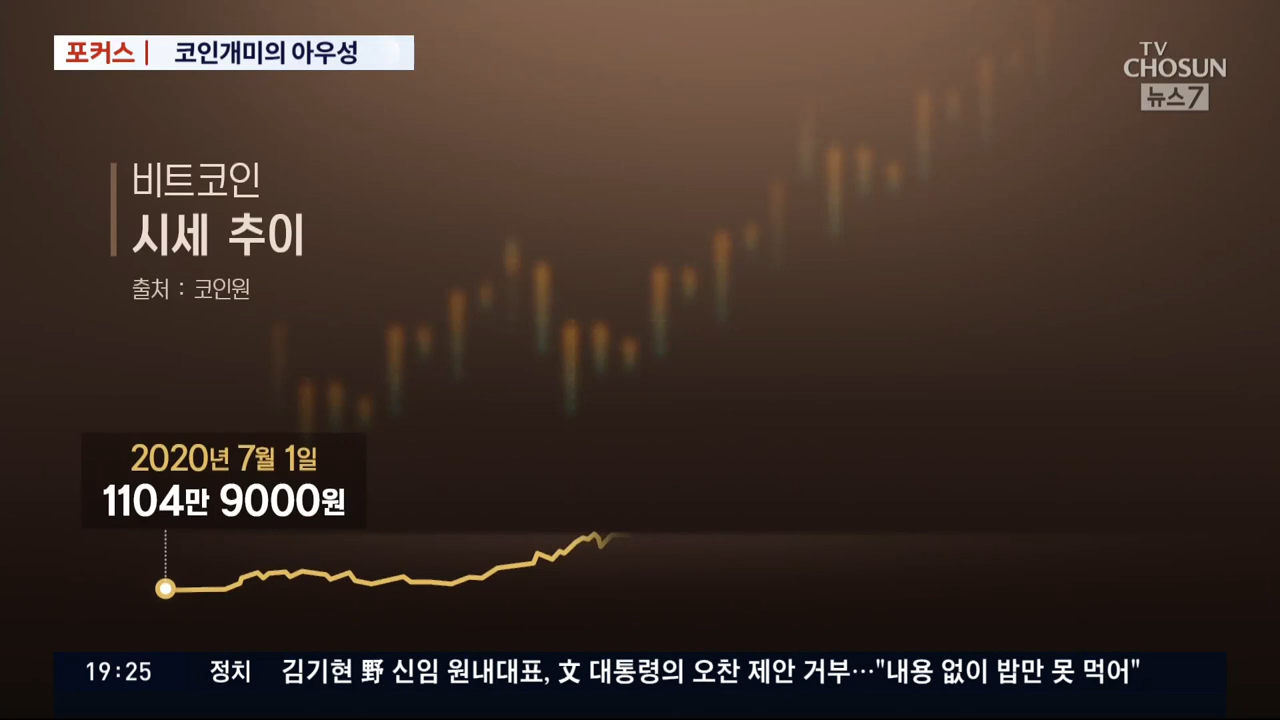 포커스 | 코인개미의 아우성
TV
CHOSUN
뉴스7
비트코인
시세 추이
출처 : 코인원
2020년 7월 1일
1104만 9000원
19:25 정치 김기현 野 신임 원내대표, 文 대통령의 오찬 제안 거부…"내용 없이 밥만 못 먹어"